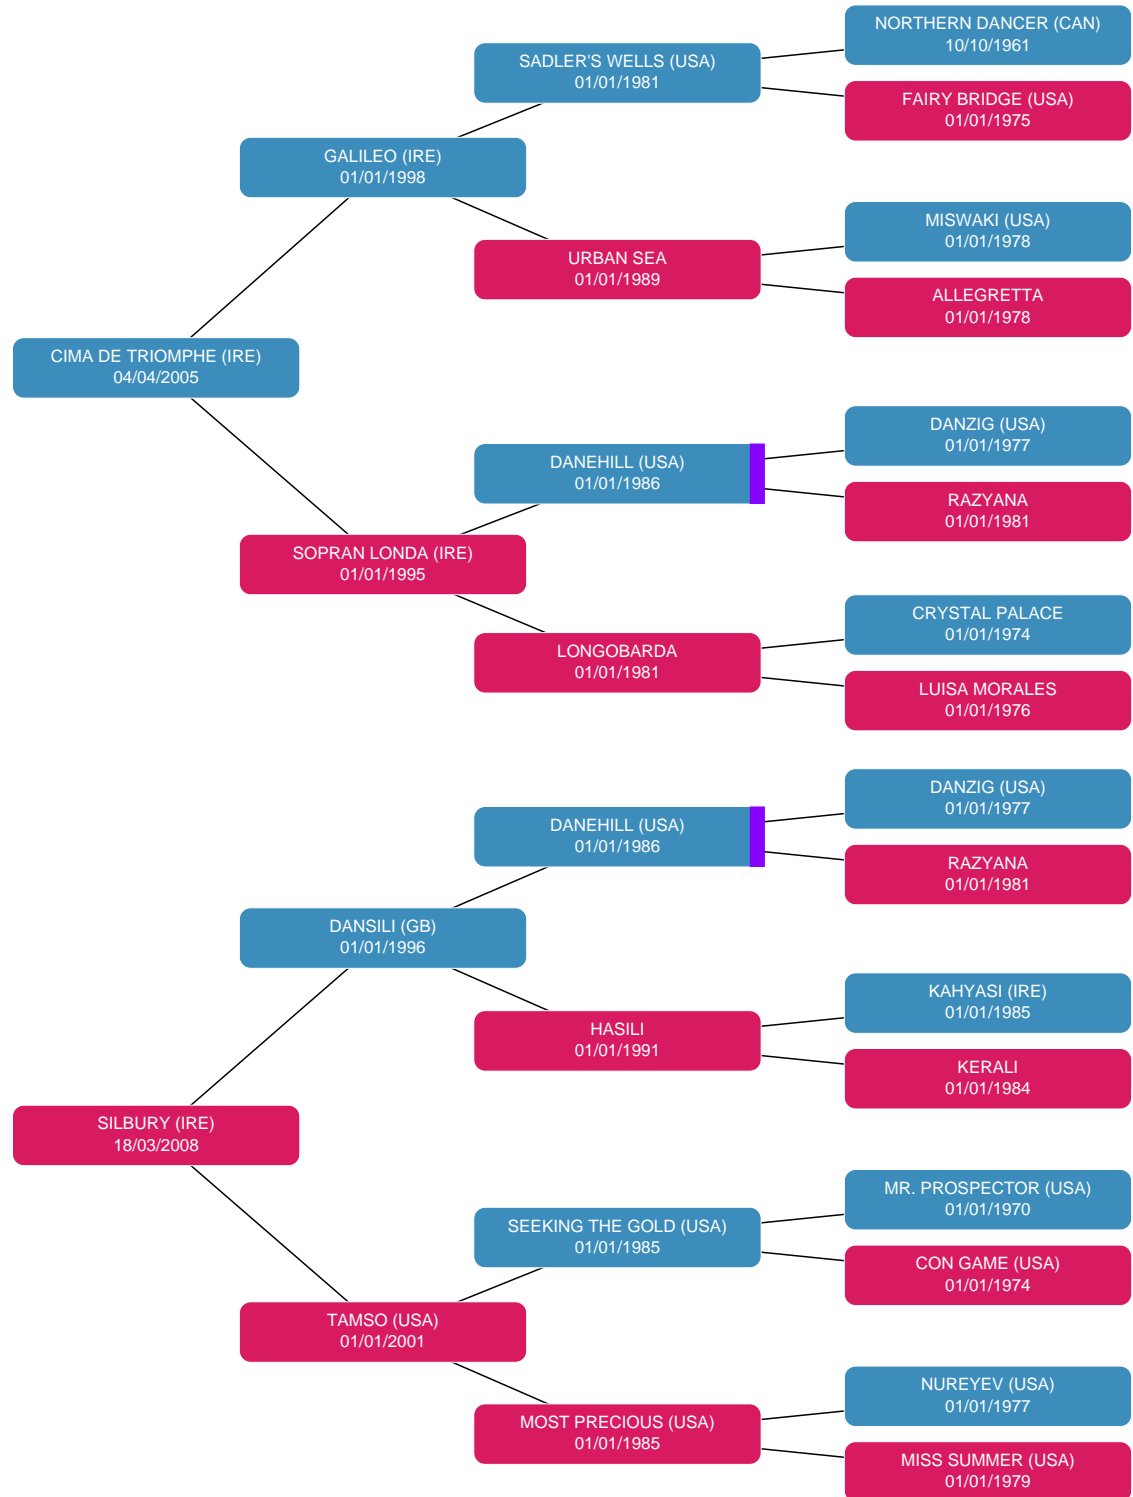 NORTHERN DANCER (CAN)
10/10/1961
SADLER'S WELLS (USA)
01/01/1981
FAIRY BRIDGE (USA)
01/01/1975
GALILEO (IRE)
01/01/1998
MISWAKI (USA)
01/01/1978
URBAN SEA
01/01/1989
ALLEGRETTA
01/01/1978
CIMA DE TRIOMPHE (IRE)
04/04/2005
DANZIG (USA)
01/01/1977
DANEHILL (USA)
01/01/1986
RAZYANA
01/01/1981
SOPRAN LONDA (IRE)
01/01/1995
CRYSTAL PALACE
01/01/1974
LONGOBARDA
01/01/1981
LUISA MORALES
01/01/1976
DANZIG (USA)
01/01/1977
DANEHILL (USA)
01/01/1986
RAZYANA
01/01/1981
DANSILI (GB)
01/01/1996
KAHYASI (IRE)
01/01/1985
HASILI
01/01/1991
KERALI
01/01/1984
SILBURY (IRE)
18/03/2008
MR. PROSPECTOR (USA)
01/01/1970
SEEKING THE GOLD (USA)
01/01/1985
CON GAME (USA)
01/01/1974
TAMSO (USA)
01/01/2001
NUREYEV (USA)
01/01/1977
MOST PRECIOUS (USA)
01/01/1985
MISS SUMMER (USA)
01/01/1979